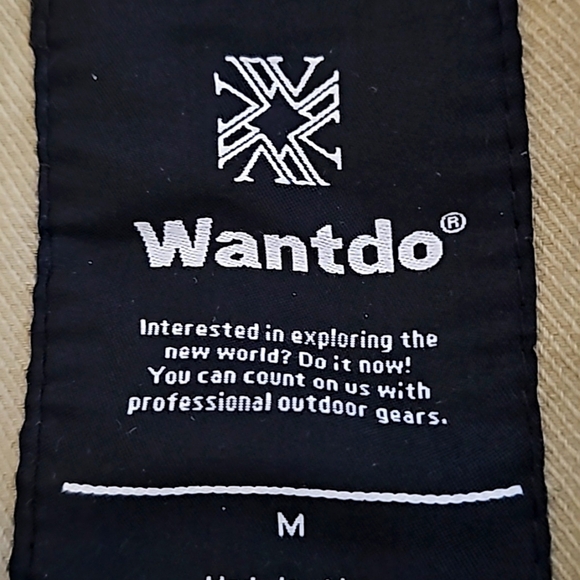 Wantdo®
Interested in exploring the
new world? Do it now!
You can count on us with
professional outdoor gears.
M